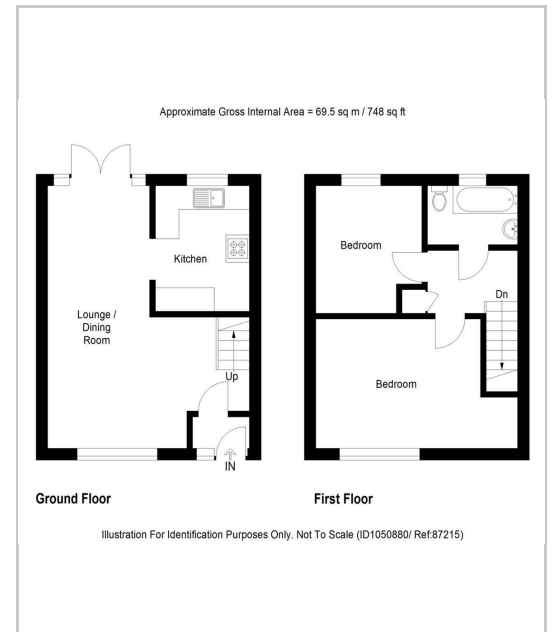 Approximate Gross Internal Area = 69.5 sq m / 748 sq ft
Kitchen
Lounge /
Dining
Room
Up
IN
Bedroom
Dn
Bedroom
Ground Floor
First Floor
Illustration For Identification Purposes Only. Not To Scale (ID1050880/ Ref:87215)